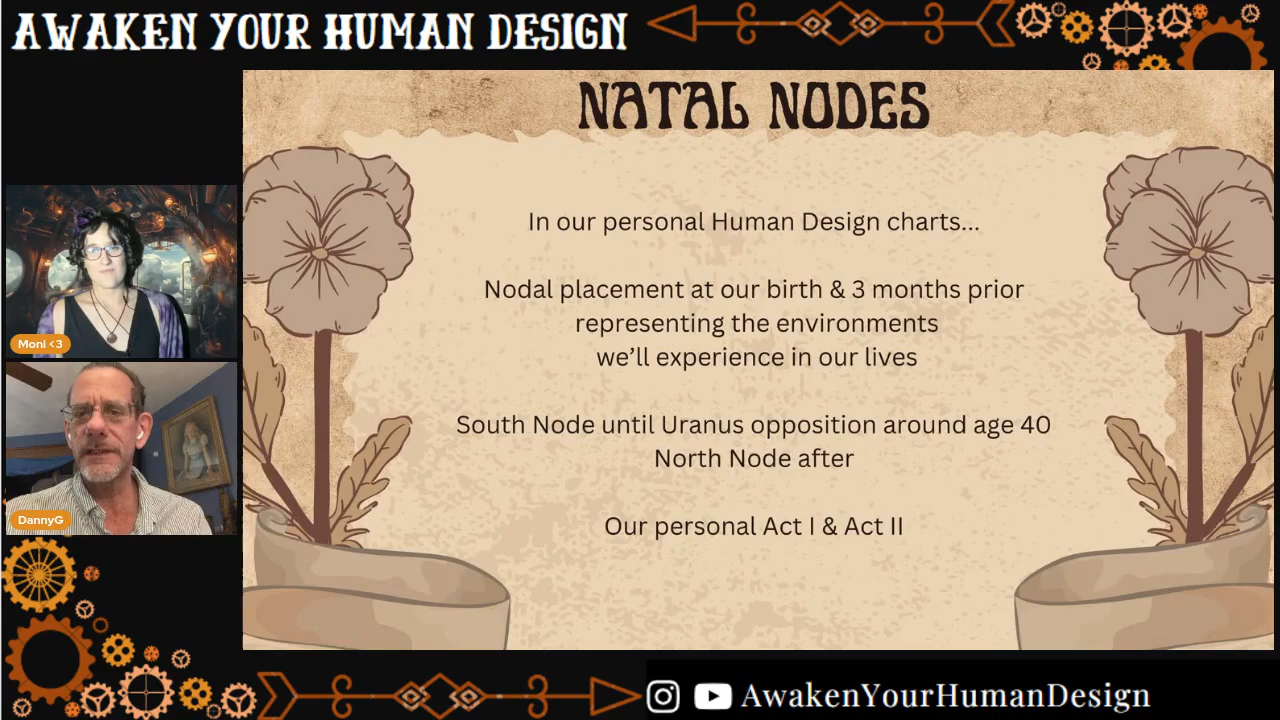 AWAKEN YOUR HUMAN DESIGN
NATAL NODES
In our personal Human Design charts...
Nodal placement at our birth & 3 months prior
representing the environments
we'll experience in our lives
South Node until Uranus opposition around age 40
North Node after
Our personal Act I & Act II
Moni <3
DannyG
AwakenYourHumanDesign